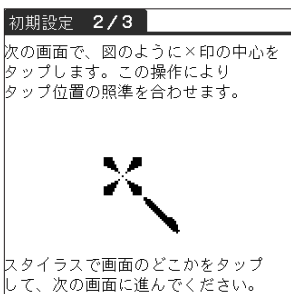 初期設定 2/3
次の画面で、図のように×印の中心を
タップします。この操作により
タップ位置の照準を合わせます。
スタイラスで画面のどこかをタップ
して、次の画面に進んでください。